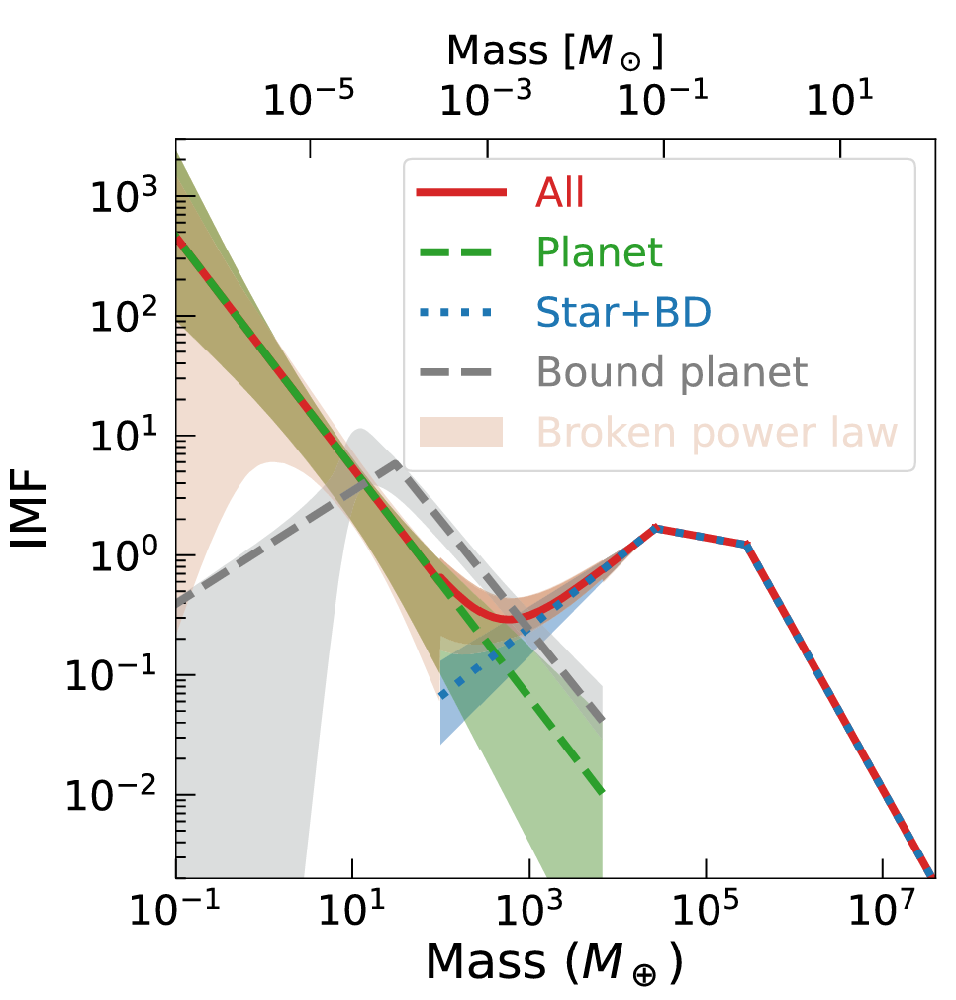 Mass [M⊙]
10⁻⁵ 10⁻³ 10⁻¹ 10¹
10³
10²
10¹
10⁰
10⁻¹
10⁻²
IMF
All
Planet
Star+BD
Bound planet
Broken power law
10⁻¹ 10¹ 10³ 10⁵ 10⁷
Mass (M⊕)